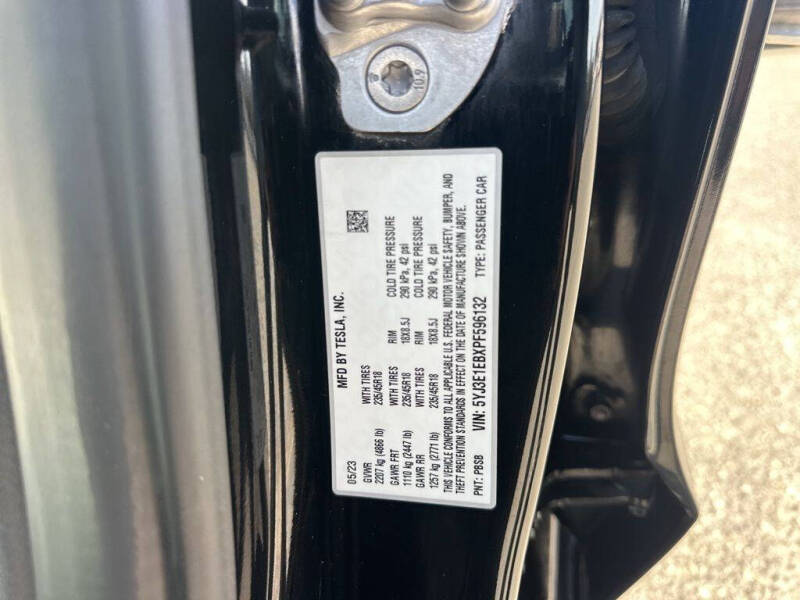 10.9
MFD BY TESLA, INC.
05/23
GVWR WITH TIRES RIM COLD TIRE PRESSURE
2207 kg (4866 lb) 235/45R18 18X8.5J 290 kPa, 42 psi
GAWR FRT WITH TIRES RIM COLD TIRE PRESSURE
1110 kg (2447 lb) 235/45R18 18X8.5J 290 kPa, 42 psi
GAWR RR
1257 kg (2771 lb)
THIS VEHICLE CONFORMS TO ALL APPLICABLE U.S. FEDERAL MOTOR VEHICLE SAFETY, BUMPER, AND
THEFT PREVENTION STANDARDS IN EFFECT ON THE DATE OF MANUFACTURE SHOWN ABOVE.
PNT: PBSB VIN: 5YJ3E1EBXPF596132 TYPE: PASSENGER CAR